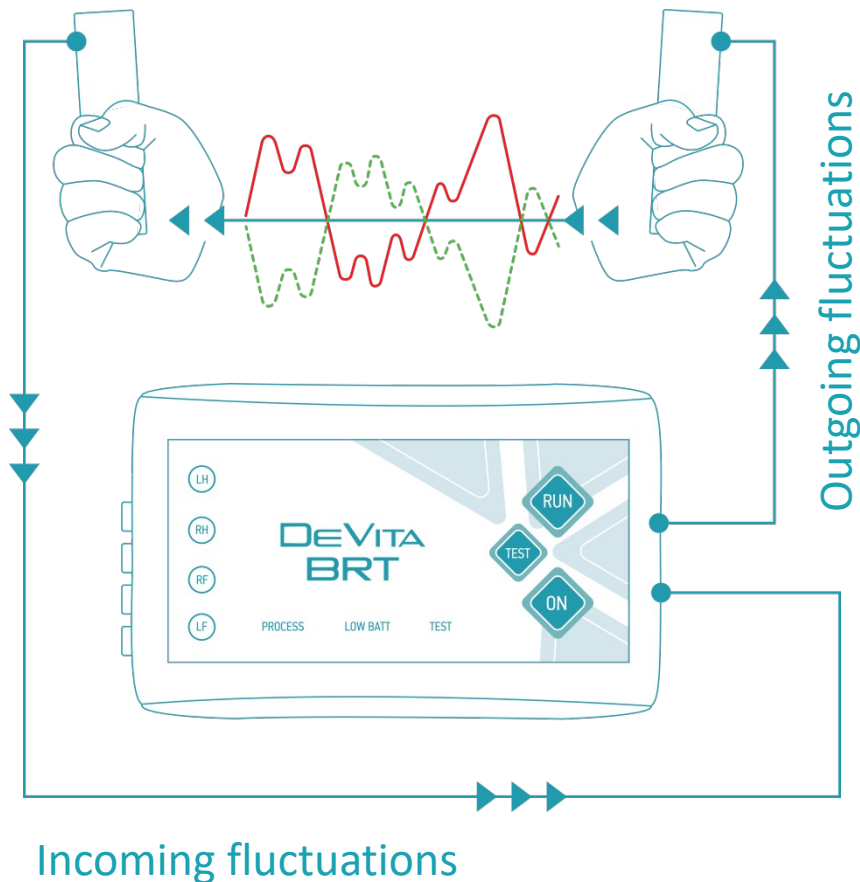 Outgoing fluctuations
LH
RH
RF
LF
DEVITA
BRT
RUN
TEST
ON
PROCESS LOW BATT TEST
Incoming fluctuations